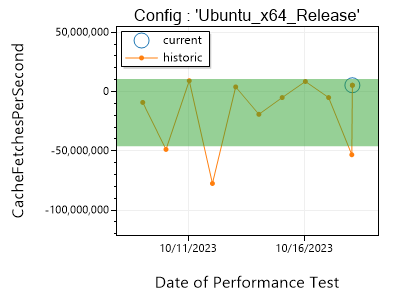 Config : 'Ubuntu_x64_Release'
50,000,000
current
historic
0
-50,000,000
-100,000,000
CacheFetchesPerSecond
10/11/2023
10/16/2023
Date of Performance Test